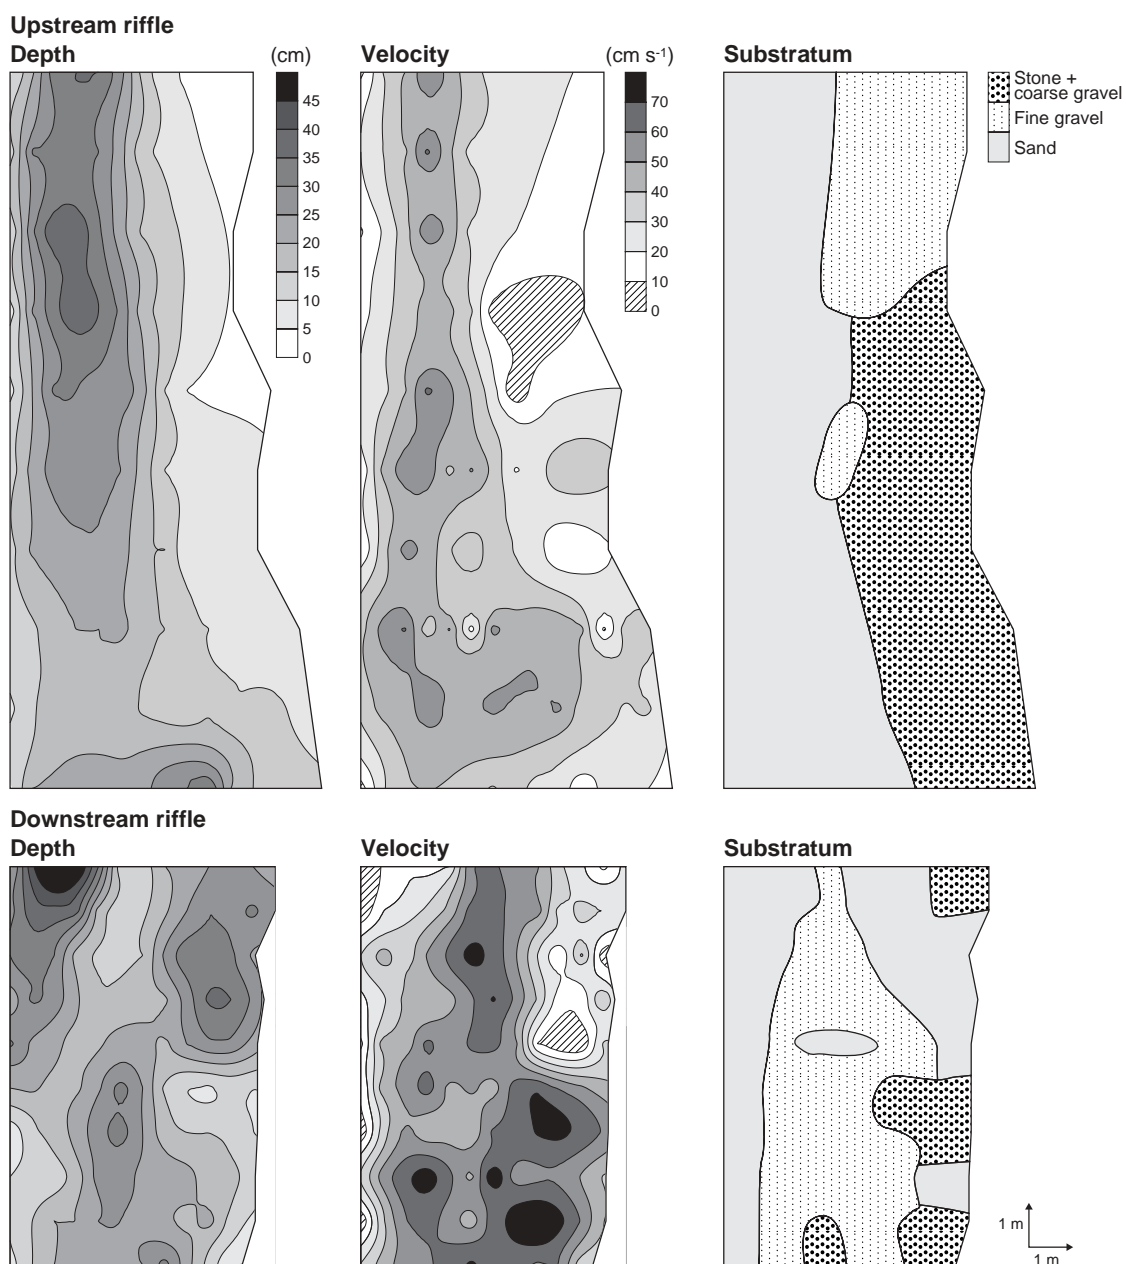 Upstream riffle
Depth (cm)
45
40
35
30
25
20
15
10
5
0
Velocity (cm s-1)
70
60
50
40
30
20
10
0
Substratum
Stone +
coarse gravel
Fine gravel
Sand
Downstream riffle
Depth
Velocity
Substratum
1 m
1 m